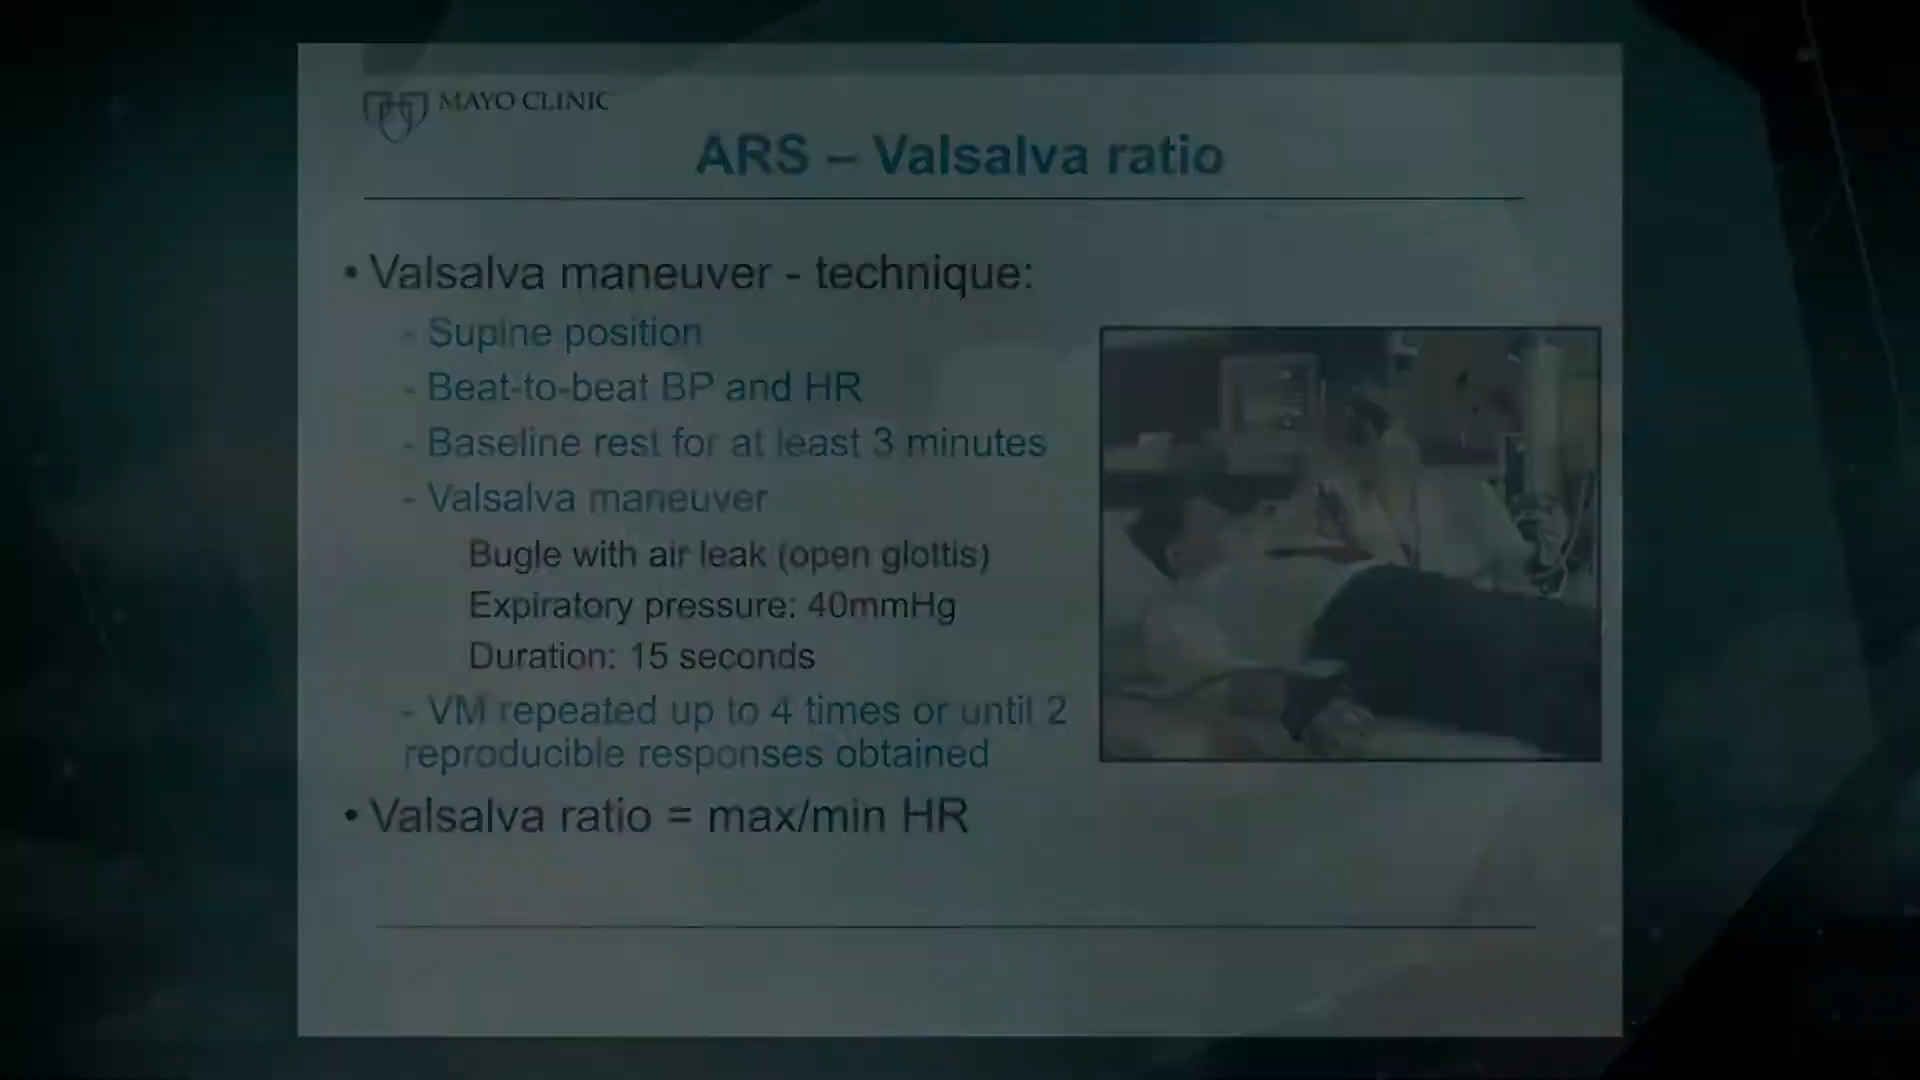 MAYO CLINIC
ARS – Valsalva ratio
• Valsalva maneuver - technique:
- Supine position
- Beat-to-beat BP and HR
- Baseline rest for at least 3 minutes
- Valsalva maneuver
Bugle with air leak (open glottis)
Expiratory pressure: 40mmHg
Duration: 15 seconds
- VM repeated up to 4 times or until 2
reproducible responses obtained
• Valsalva ratio = max/min HR